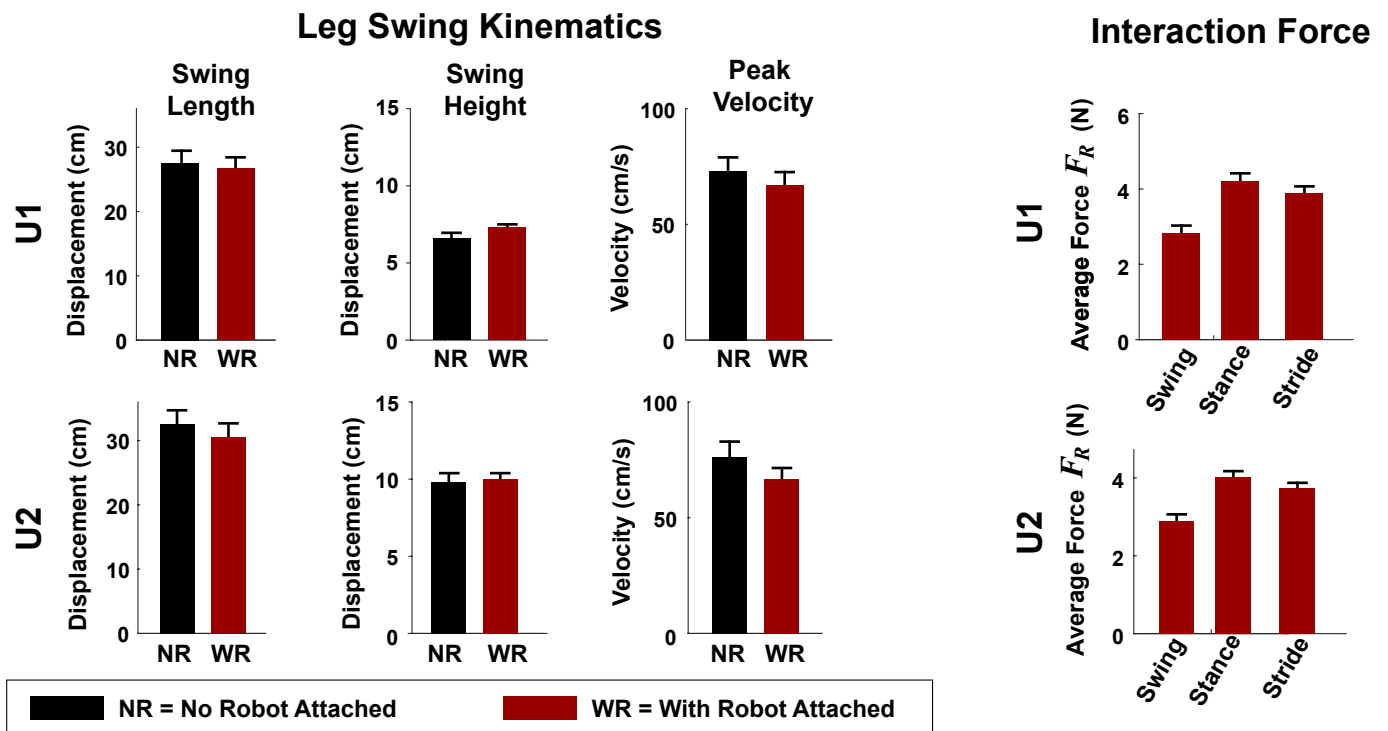 Leg Swing Kinematics
Interaction Force
Swing
Length
Swing
Height
Peak
Velocity
U1
Displacement (cm)
30
20
10
0
NR WR
Displacement (cm)
15
10
5
0
NR WR
Velocity (cm/s)
100
50
0
NR WR
U1
Average Force F_R (N)
6
4
2
0
Swing
Stance
Stride
U2
Displacement (cm)
30
20
10
0
NR WR
Displacement (cm)
15
10
5
0
NR WR
Velocity (cm/s)
100
50
0
NR WR
U2
Average Force F_R (N)
4
2
0
Swing
Stance
Stride
NR = No Robot Attached
WR = With Robot Attached